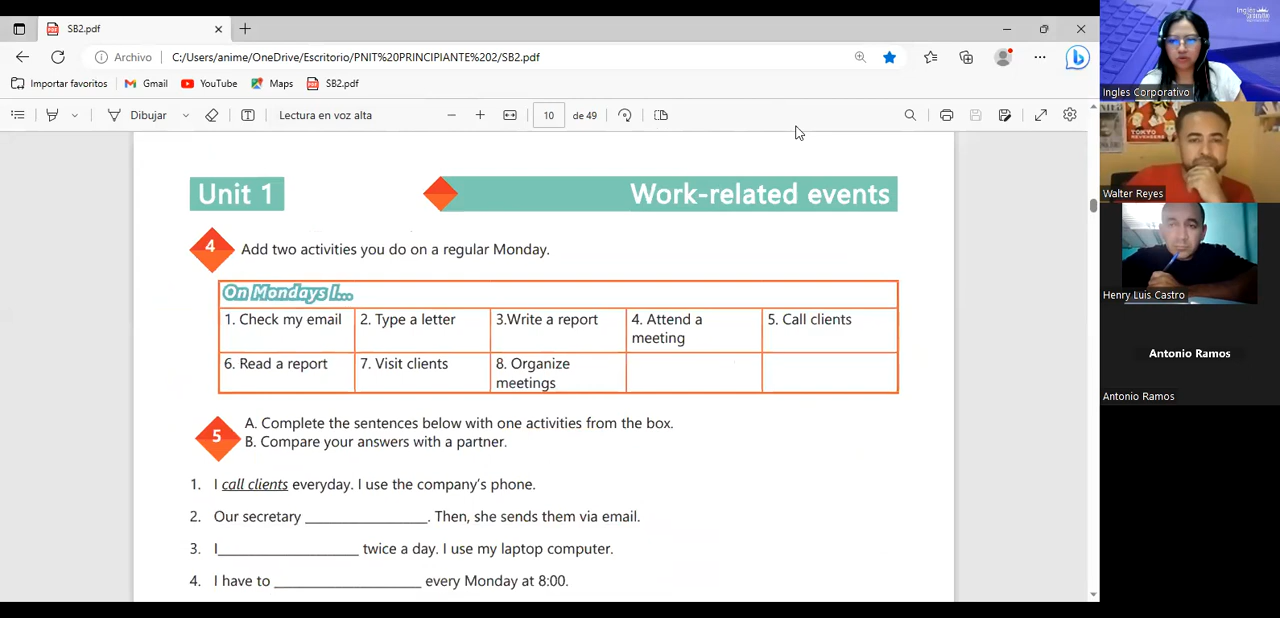 SB2.pdf
Archivo
C:/Users/anime/OneDrive/Escritorio/PNIT%20PRINCIPIANTE%202/SB2.pdf
Importar favoritos
Gmail
YouTube
Maps
SB2.pdf
Dibujar
Lectura en voz alta
10
de 49
Unit 1
Work-related events
4
Add two activities you do on a regular Monday.
On Mondays I...
1. Check my email
2. Type a letter
3.Write a report
4. Attend a
meeting
5. Call clients
6. Read a report
7. Visit clients
8. Organize
meetings
5
A. Complete the sentences below with one activities from the box.
B. Compare your answers with a partner.
1. I call clients everyday. I use the company's phone.
2. Our secretary _______________. Then, she sends them via email.
3. I_________________ twice a day. I use my laptop computer.
4. I have to __________________ every Monday at 8:00.
Ingles Corporativo
TOKYO
REVENGERS
WANTED
Walter Reyes
Henry Luis Castro
Antonio Ramos
Antonio Ramos